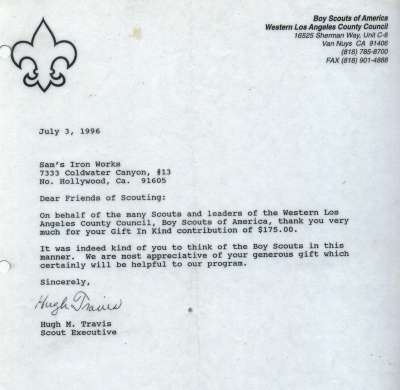 Boy Scouts of America
Western Los Angeles County Council
16525 Sherman Way, Unit C-8
Van Nuys CA 91406
(818) 785-8700
FAX (818) 901-4888
July 3, 1996
Sam's Iron Works
7333 Coldwater Canyon, #13
No. Hollywood, Ca. 91605
Dear Friends of Scouting:
On behalf of the many Scouts and leaders of the Western Los
Angeles County Council, Boy Scouts of America, thank you very
much for your Gift In Kind contribution of $175.00.
It was indeed kind of you to think of the Boy Scouts in this
manner. We are most appreciative of your generous gift which
certainly will be helpful to our program.
Sincerely,
Hugh Travis
Hugh M. Travis
Scout Executive